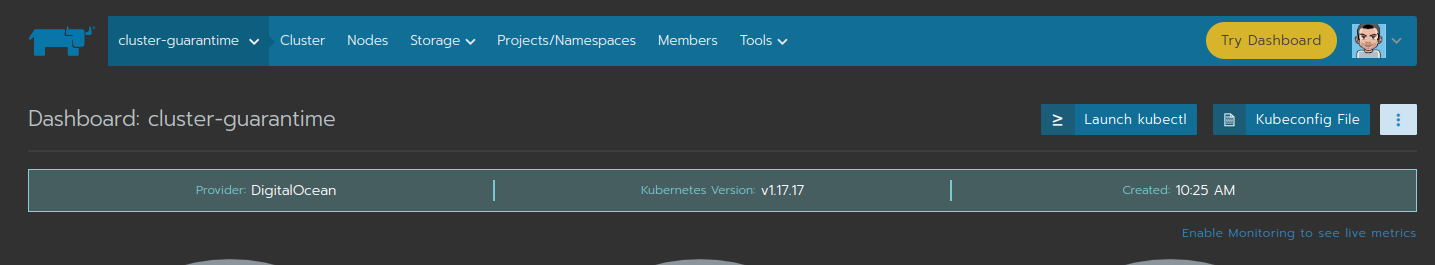 cluster-guarantime Cluster Nodes Storage Projects/Namespaces Members Tools Try Dashboard
Dashboard: cluster-guarantime Launch kubectl Kubeconfig File
Provider: DigitalOcean Kubernetes Version: v1.17.17 Created: 10:25 AM
Enable Monitoring to see live metrics